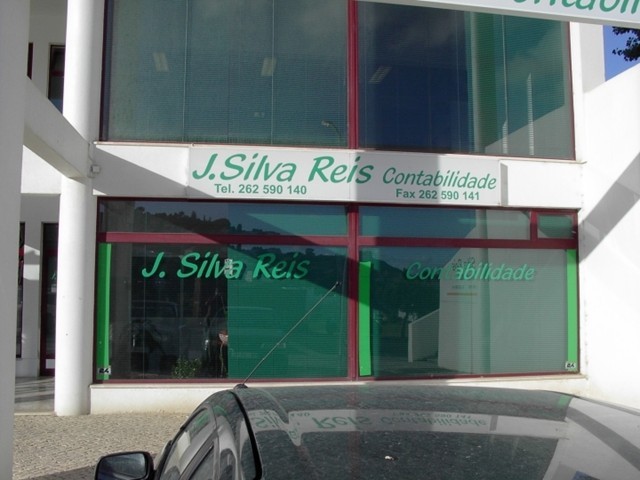 J.Silva Reis Contabilidade
Tel. 262 590 140 Fax 262 590 141
J. Silva Reis Contabilidade